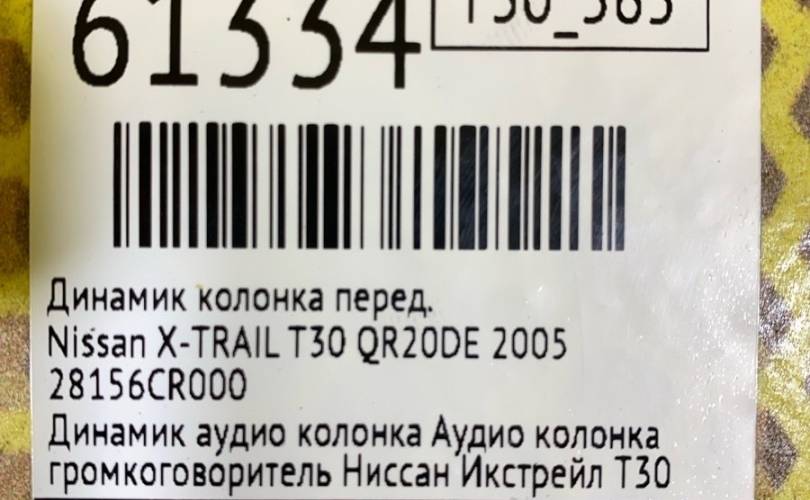 61334
T30_365
Динамик колонка перед.
Nissan X-TRAIL T30 QR20DE 2005
28156CR000
Динамик аудио колонка Аудио колонка
громкоговоритель Ниссан Икстрейл Т30